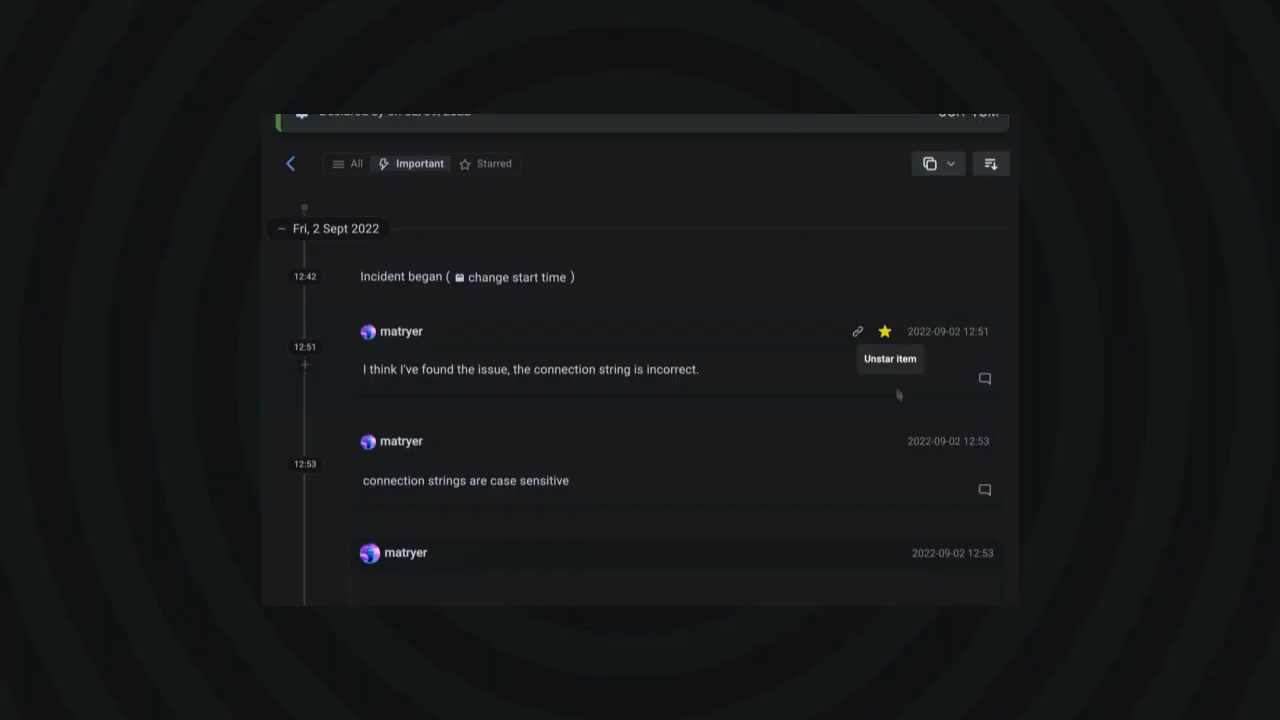 All Important Starred
Fri, 2 Sept 2022
12:42
Incident began ( change start time )
matryer
2022-09-02 12:51
12:51
Unstar item
I think I've found the issue, the connection string is incorrect.
matryer
2022-09-02 12:53
12:53
connection strings are case sensitive
matryer
2022-09-02 12:53